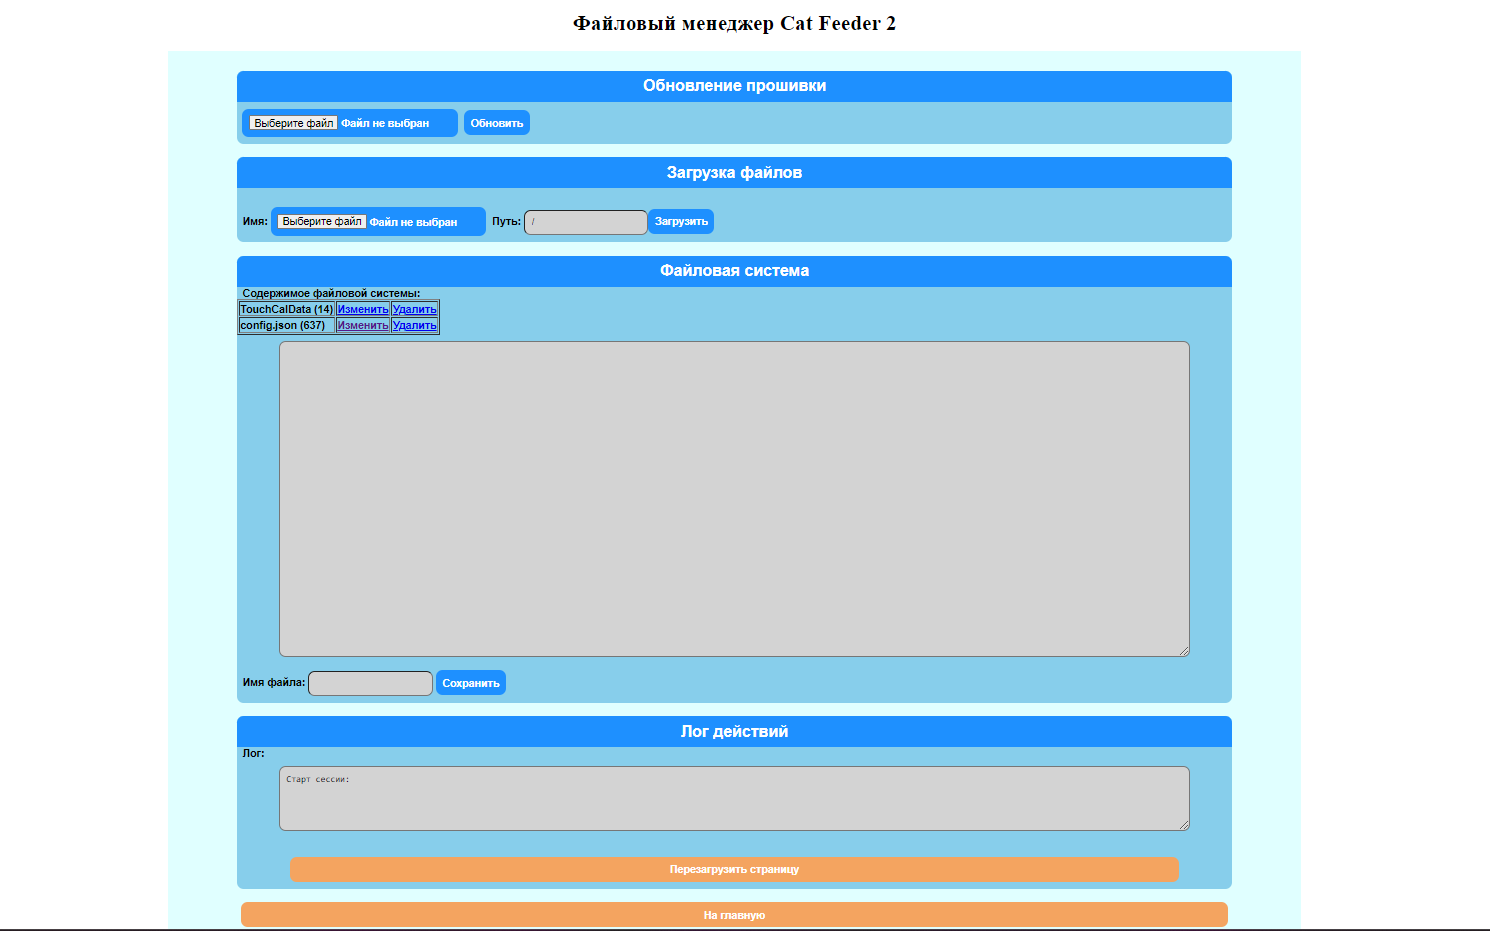 Файловый менеджер Cat Feeder 2
Обновление прошивки
Выберите файл Файл не выбран Обновить
Загрузка файлов
Имя: Выберите файл Файл не выбран Путь: / Загрузить
Файловая система
Содержимое файловой системы:
TouchCalData (14) Изменить Удалить
config.json (637) Изменить Удалить
Имя файла: Сохранить
Лог действий
Лог:
Старт сессии:
Перезагрузить страницу
На главную